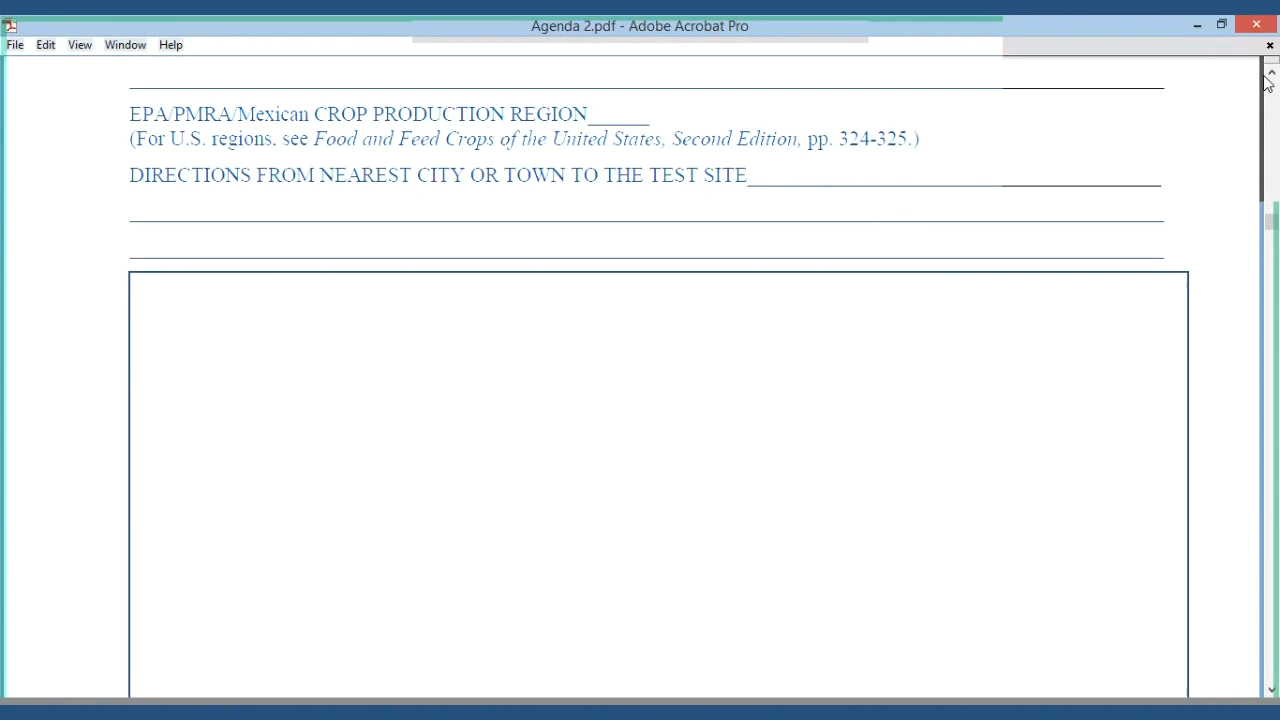 Agenda 2.pdf - Adobe Acrobat Pro
File Edit View Window Help
EPA/PMRA/Mexican CROP PRODUCTION REGION______
(For U.S. regions, see Food and Feed Crops of the United States, Second Edition, pp. 324-325.)
DIRECTIONS FROM NEAREST CITY OR TOWN TO THE TEST SITE______